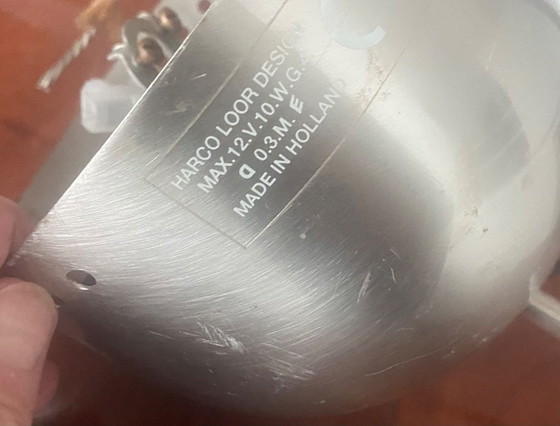 HARCO LOOR DESIGN
MAX.12.V.10.W.G.
0.3.M. E
MADE IN HOLLAND